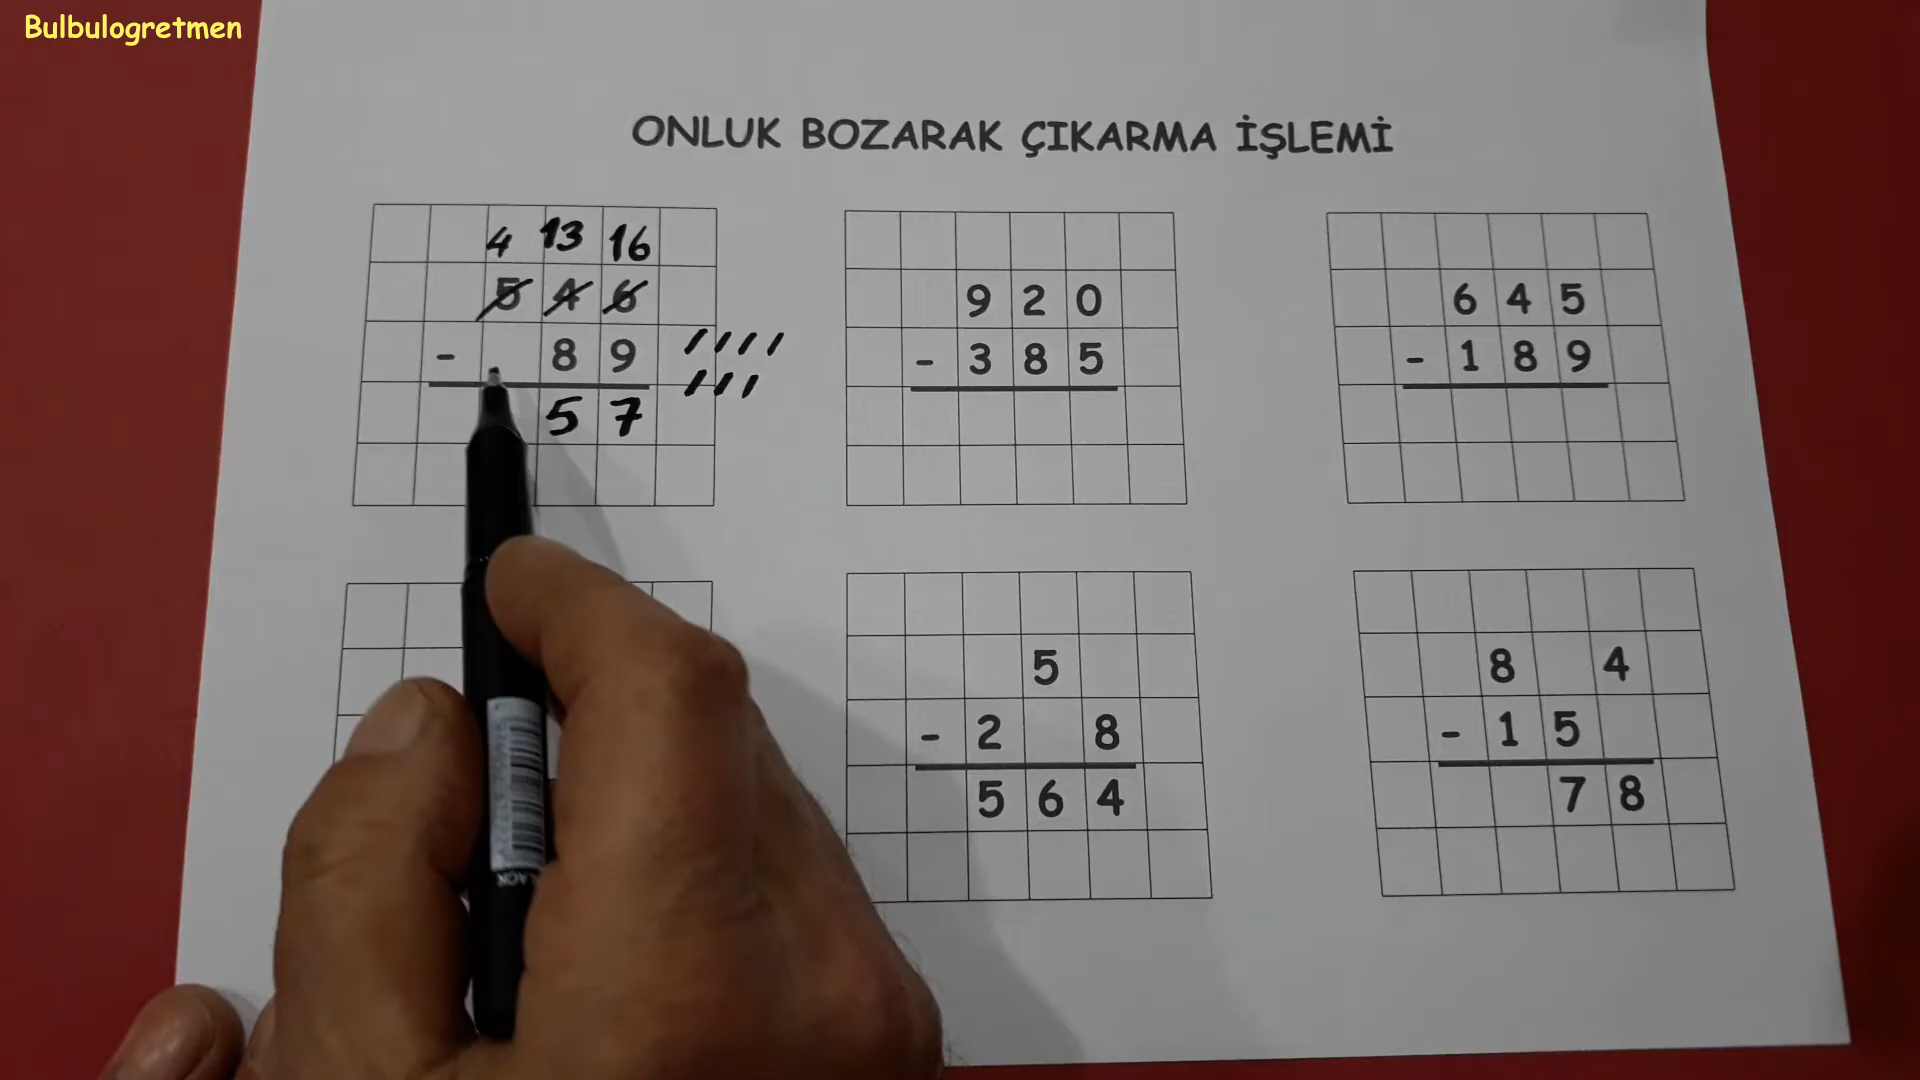 Bulbulogretmen
ONLUK BOZARAK ÇIKARMA İŞLEMİ
4 13 16
5 4 6
- 89
57
920
- 385
645
- 189
5
- 2 8
564
8 4
- 15
78